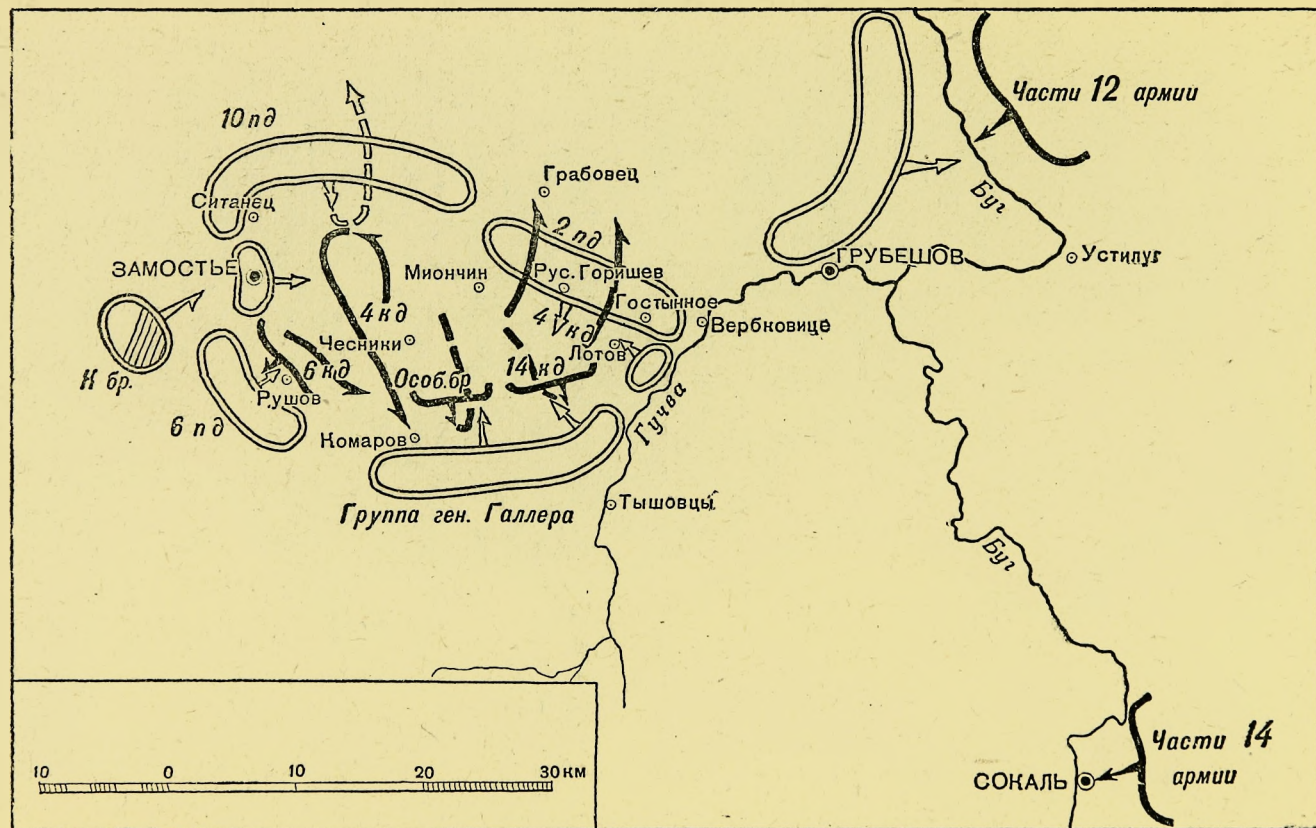 Части 12 армии
10 пд
Грабовец
Ситанец
Буг
2 пд
ЗАМОСТЬЕ
Миончин
Рус. Горишев
ГРУБЕШОВ
Устилуг
Гостынное
4 кд
4 кд
Вербковице
Чесники
Лотов
К бр.
6 кд
Особ. бр
14 кд
Рушов
6 пд
Комаров
Гучва
Группа ген. Галлера
Тышовцы
Буг
Части 14
армии
10 0 10 20 30 км
СОКАЛЬ